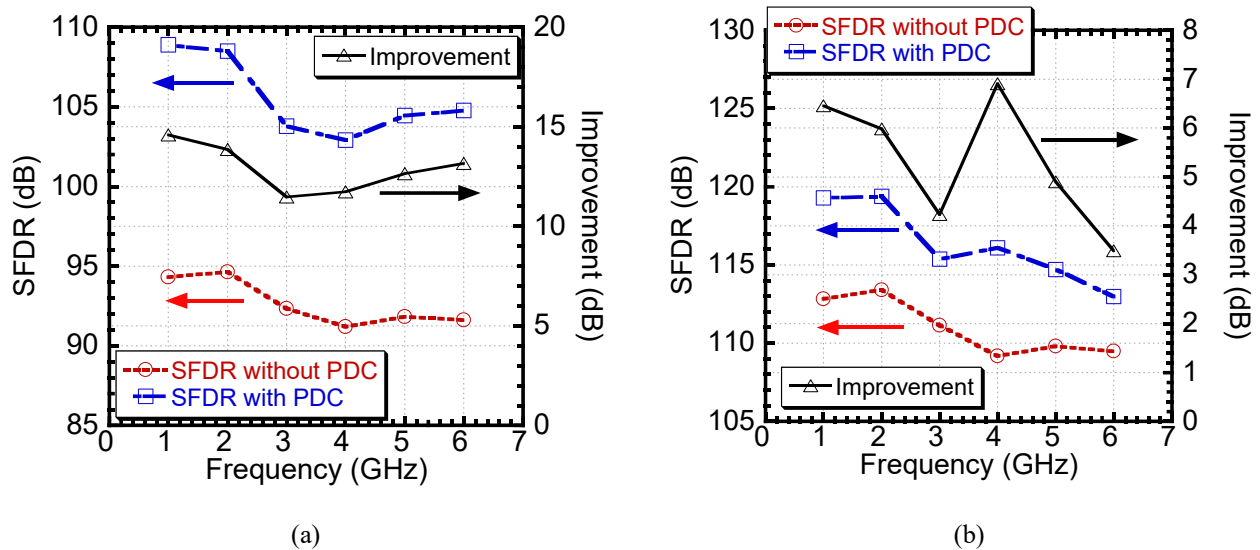 110
105
100
95
90
85
SFDR (dB)
0 1 2 3 4 5 6 7
Frequency (GHz)
20
15
10
5
0
Improvement (dB)
Improvement
SFDR without PDC
SFDR with PDC
(a)
130
125
120
115
110
105
SFDR (dB)
0 1 2 3 4 5 6 7
Frequency (GHz)
8
7
6
5
4
3
2
1
0
Improvement (dB)
SFDR without PDC
SFDR with PDC
Improvement
(b)